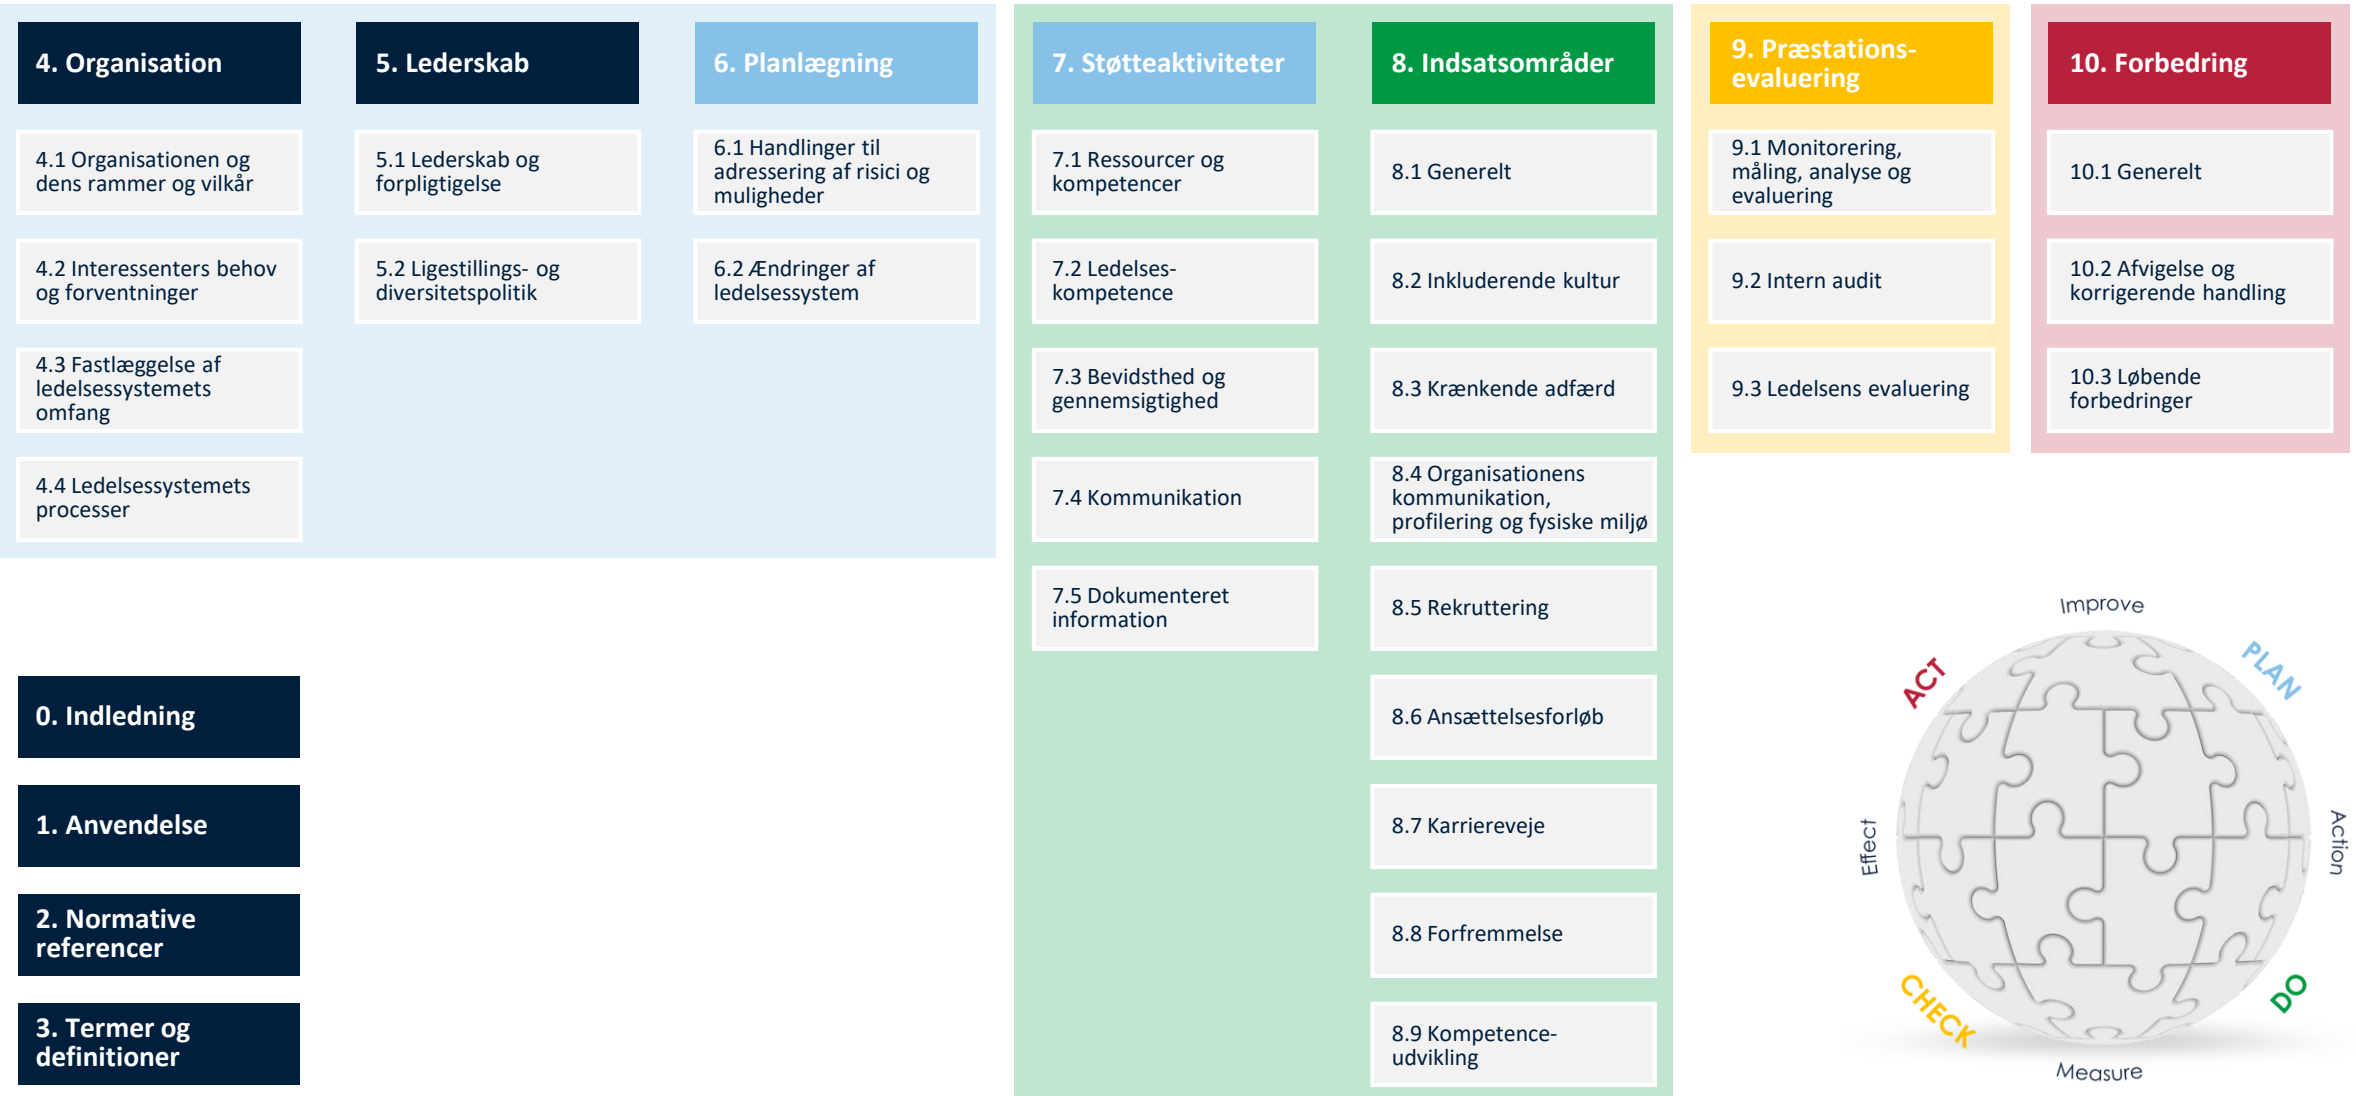 4. Organisation
4.1 Organisationen og
dens rammer og vilkår
4.2 Interessenters behov
og forventninger
4.3 Fastlæggelse af
ledelsessystemets
omfang
4.4 Ledelsessystemets
processer
5. Lederskab
5.1 Lederskab og
forpligtigelse
5.2 Ligestillings- og
diversitetspolitik
6. Planlægning
6.1 Handlinger til
adressering af risici og
muligheder
6.2 Ændringer af
ledelsessystem
7. Støtteaktiviteter
7.1 Ressourcer og
kompetencer
7.2 Ledelses-
kompetence
7.3 Bevidsthed og
gennemsigtighed
7.4 Kommunikation
7.5 Dokumenteret
information
8. Indsatsområder
8.1 Generelt
8.2 Inkluderende kultur
8.3 Krænkende adfærd
8.4 Organisationens
kommunikation,
profilering og fysiske miljø
8.5 Rekruttering
8.6 Ansættelsesforløb
8.7 Karriereveje
8.8 Forfremmelse
8.9 Kompetence-
udvikling
9. Præstations-
evaluering
9.1 Monitorering,
måling, analyse og
evaluering
9.2 Intern audit
9.3 Ledelsens evaluering
10. Forbedring
10.1 Generelt
10.2 Afvigelse og
korrigerende handling
10.3 Løbende
forbedringer
0. Indledning
1. Anvendelse
2. Normative
referencer
3. Termer og
definitioner
Improve
PLAN
Action
DO
Measure
CHECK
Effect
ACT